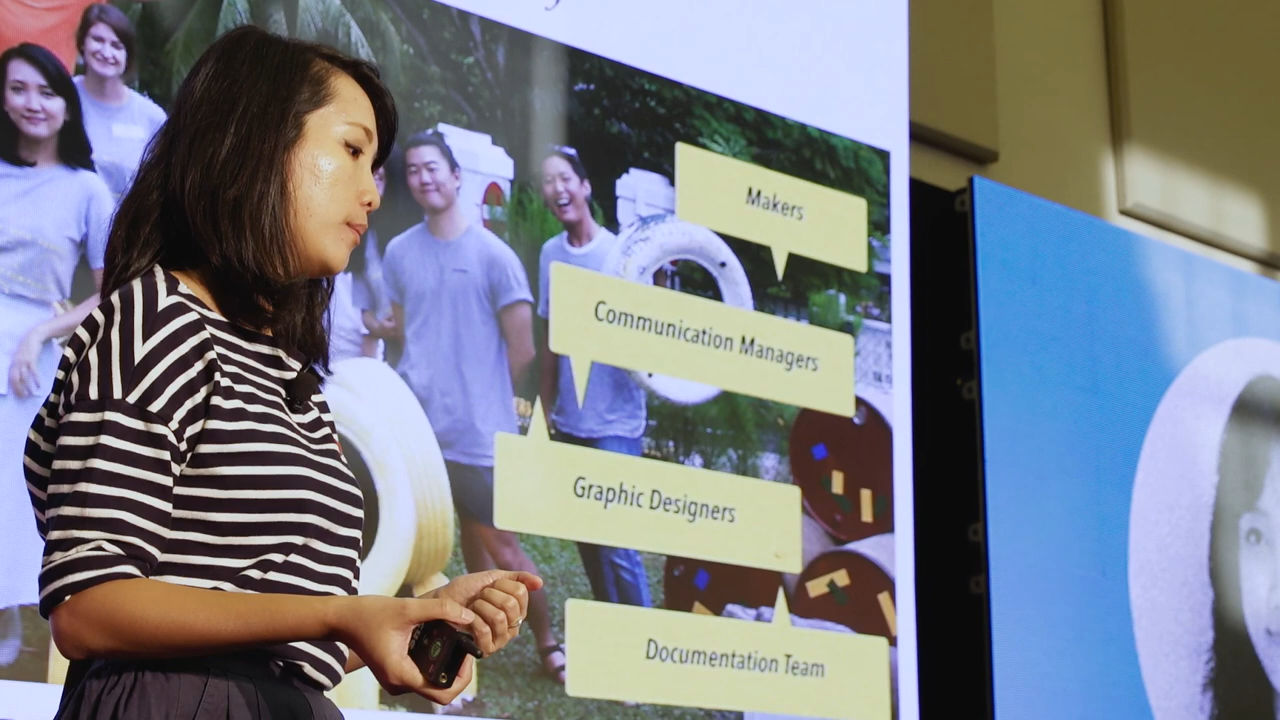 Makers
Communication Managers
Graphic Designers
Documentation Team